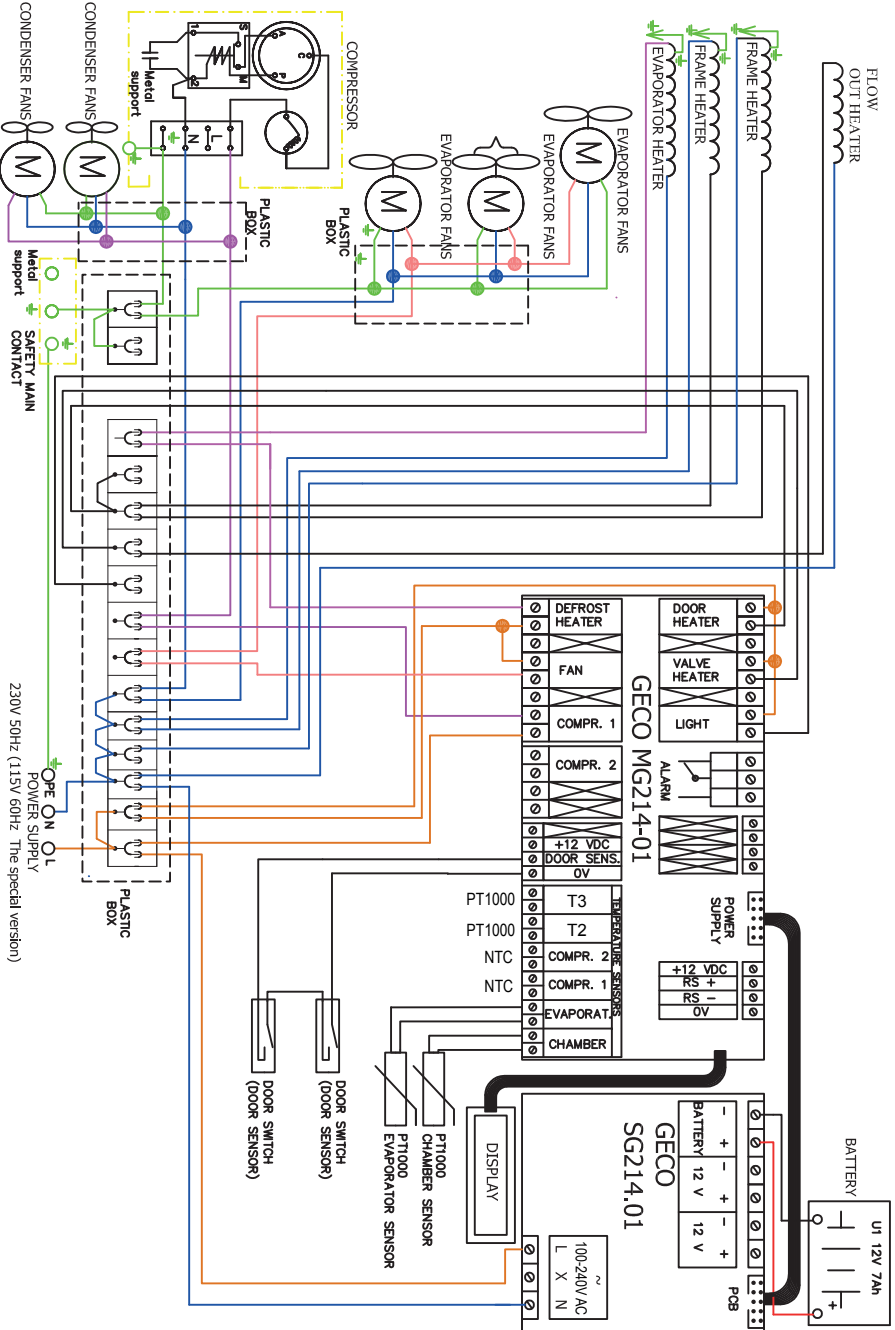 FLOW
OUT HEATER
FRAME HEATER
FRAME HEATER
EVAPORATOR HEATER
EVAPORATOR FANS
EVAPORATOR FANS
EVAPORATOR FANS
M
M
M
PLASTIC
BOX
COMPRESSOR
A
C
P
S
M
1
2
Metal
support
N
L
CONDENSER FANS
CONDENSER FANS
M
M
PLASTIC
BOX
Metal
support
SAFETY MAIN
CONTACT
PLASTIC
BOX
PE
N
L
POWER SUPPLY
230V 50Hz (115V 60Hz The special version)
GECO MG214-01
DOOR
HEATER
VALVE
HEATER
LIGHT
ALARM
POWER
SUPPLY
+12 VDC
RS +
RS -
0V
DEFROST
HEATER
FAN
COMPR. 1
COMPR. 2
+12 VDC
DOOR SENS.
0V
TEMPERATURE SENSORS
T3
T2
COMPR. 2
COMPR. 1
EVAPORAT.
CHAMBER
PT1000
PT1000
NTC
NTC
DOOR SWITCH
(DOOR SENSOR)
DOOR SWITCH
(DOOR SENSOR)
PT1000
CHAMBER SENSOR
PT1000
EVAPORATOR SENSOR
DISPLAY
GECO
SG214.01
- +
BATTERY
- +
12 V
- +
12 V
PCB
~
100-240V AC
L X N
BATTERY
U1 12V 7Ah
+